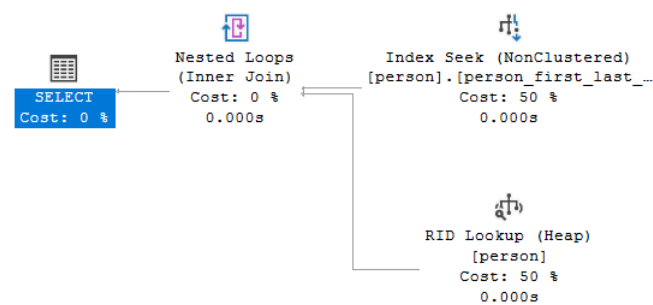 SELECT
Cost: 0 %
Nested Loops
(Inner Join)
Cost: 0 %
0.000s
Index Seek (NonClustered)
[person].[person_first_last_…
Cost: 50 %
0.000s
RID Lookup (Heap)
[person]
Cost: 50 %
0.000s